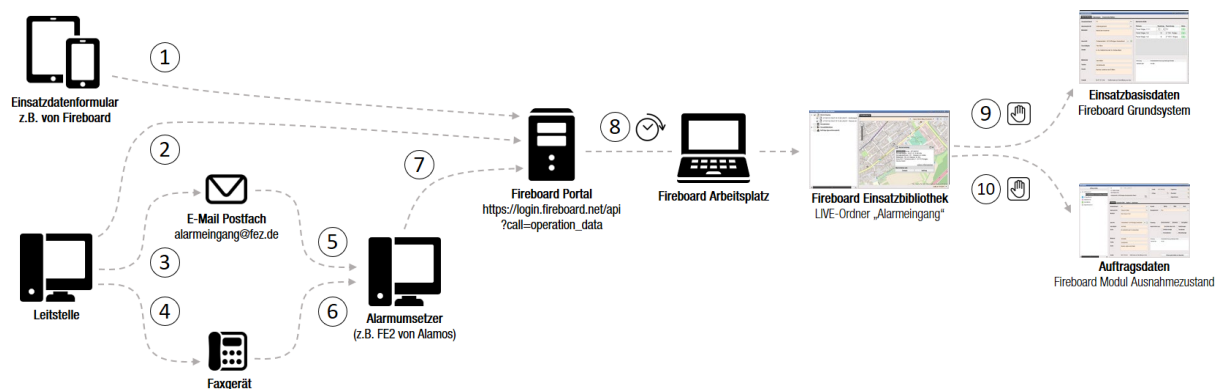 1
Einsatzdatenformular
z.B. von Fireboard
2
E-Mail Postfach
alarmeingang@fez.de
3
4
Leitstelle
Faxgerät
5
6
7
Alarmumsetzer
(z.B. FE2 von Alamos)
Fireboard Portal
https://login.fireboard.net/api
?call=operation_data
8
Fireboard Arbeitsplatz
Fireboard Einsatzbibliothek
LIVE-Ordner „Alarmeingang“
9
Einsatzbasisdaten
Fireboard Grundsystem
10
Auftragsdaten
Fireboard Modul Ausnahmezustand